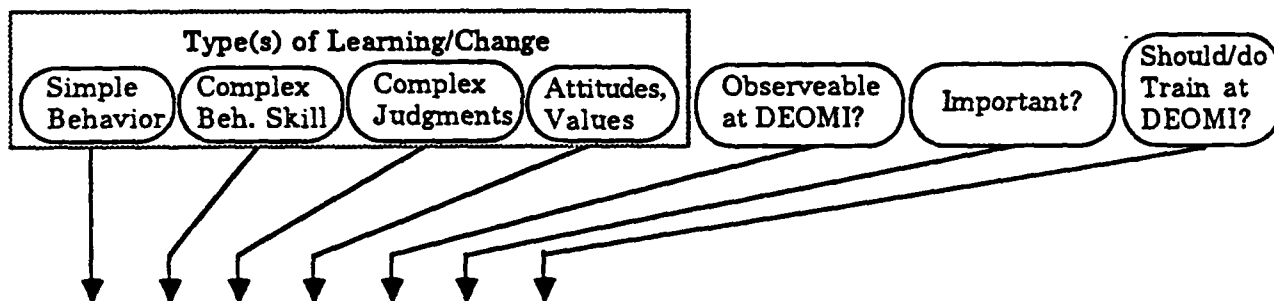 Type(s) of Learning/Change
Simple
Behavior
Complex
Beh. Skill
Complex
Judgments
Attitudes,
Values
Observeable
at DEOMI?
Important?
Should/do
Train at
DEOMI?